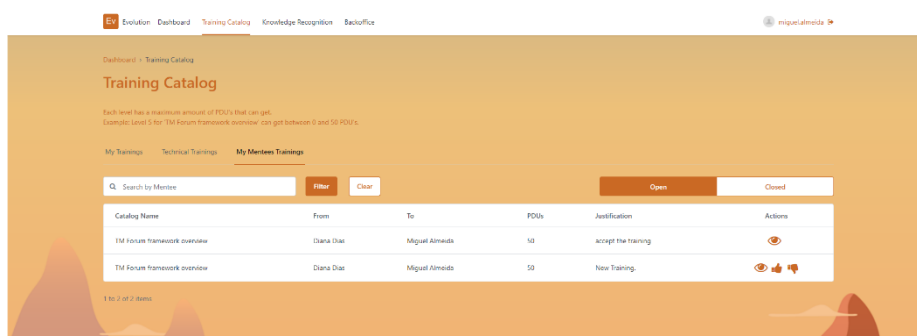 Ev Evolution Dashboard Training Catalog Knowledge Recognition Backoffice miguel.almeida
Dashboard > Training Catalog
Training Catalog
Each level has a maximum amount of PDU's that can get.
Example: Level 5 for 'TM Forum framework overview' can get between 0 and 50 PDU's.
My Trainings Technical Trainings My Mentees Trainings
Search by Mentee Filter Clear Open Closed
Catalog Name From To PDUs Justification Actions
TM Forum framework overview Diana Dias Miguel Almeida 50 accept the training
TM Forum framework overview Diana Dias Miguel Almeida 50 New Training.
1 to 2 of 2 items